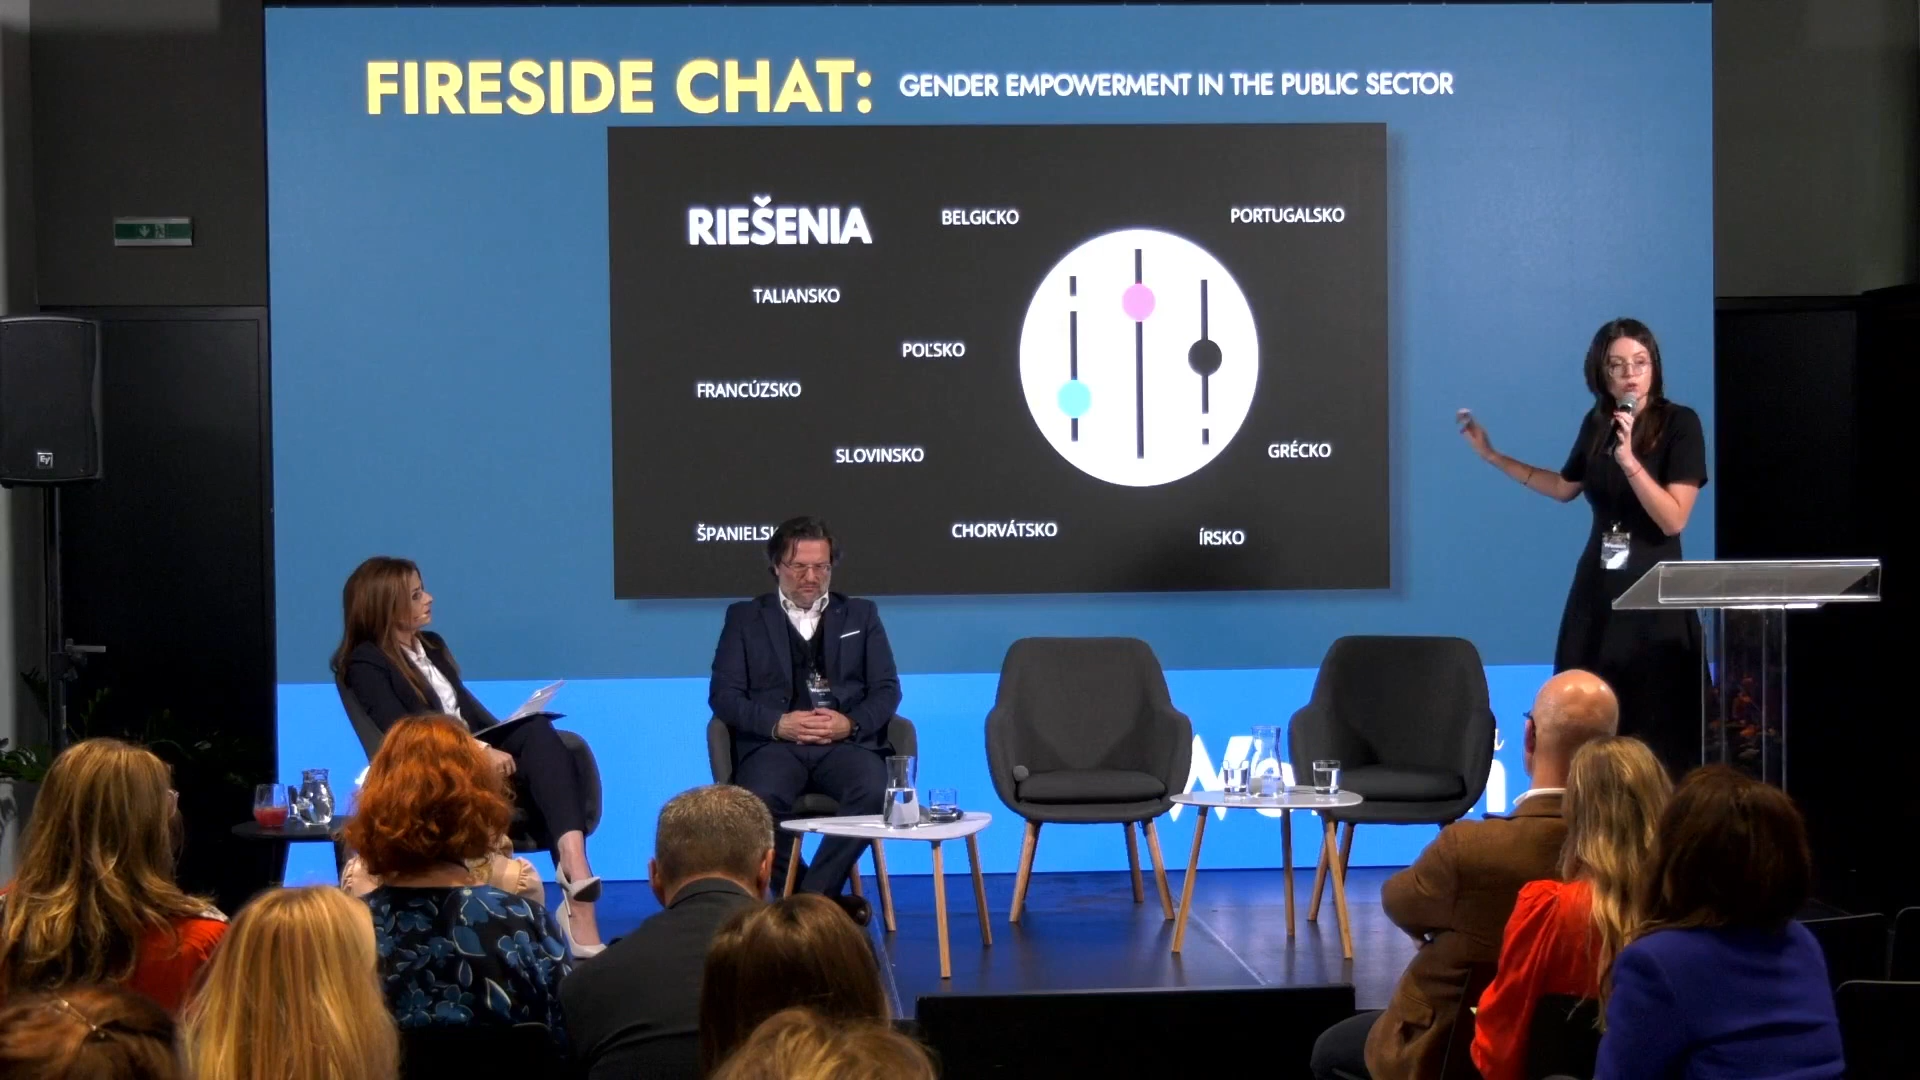 FIRESIDE CHAT: GENDER EMPOWERMENT IN THE PUBLIC SECTOR
RIEŠENIA
BELGICKO
PORTUGALSKO
TALIANSKO
POĽSKO
FRANCÚZSKO
SLOVINSKO
GRÉCKO
CHORVÁTSKO
ÍRSKO